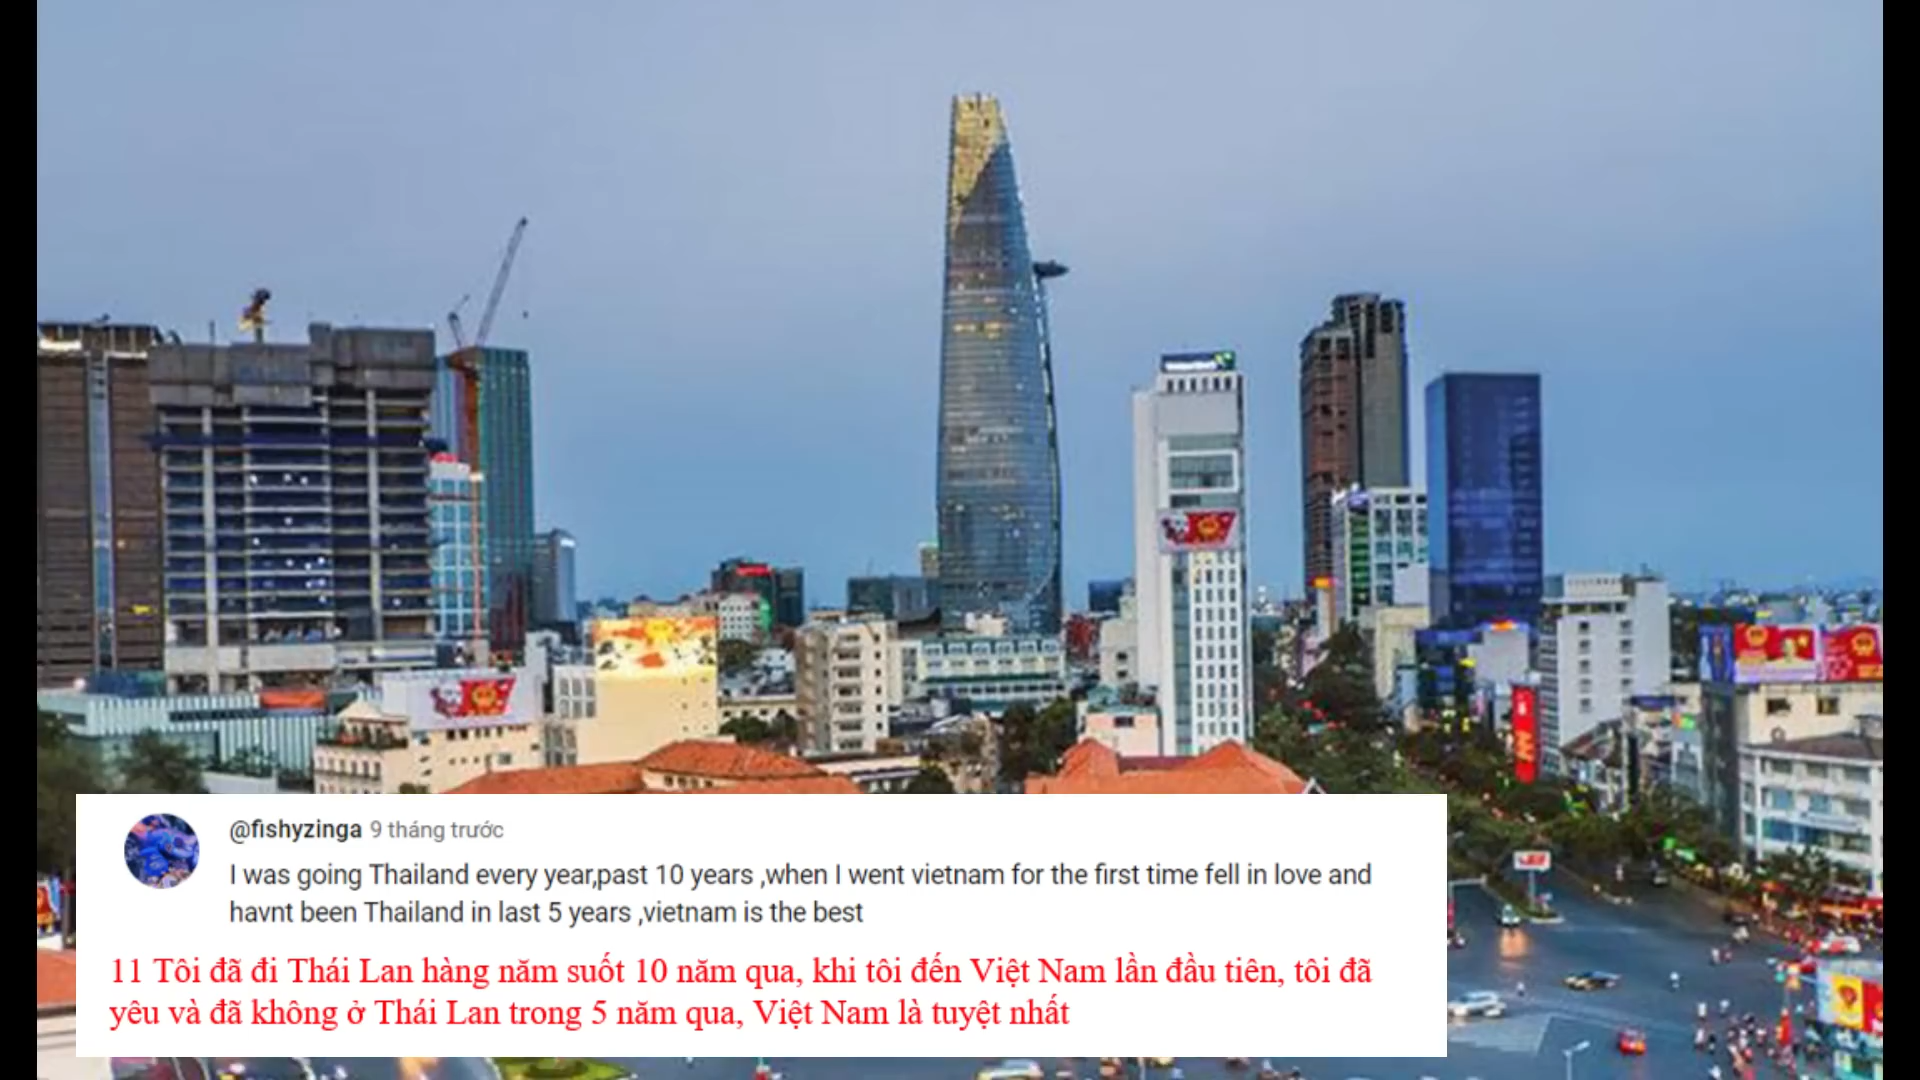 @fishyzinga 9 tháng trước
I was going Thailand every year,past 10 years ,when I went vietnam for the first time fell in love and
havnt been Thailand in last 5 years ,vietnam is the best
11 Tôi đã đi Thái Lan hàng năm suốt 10 năm qua, khi tôi đến Việt Nam lần đầu tiên, tôi đã
yêu và đã không ở Thái Lan trong 5 năm qua, Việt Nam là tuyệt nhất